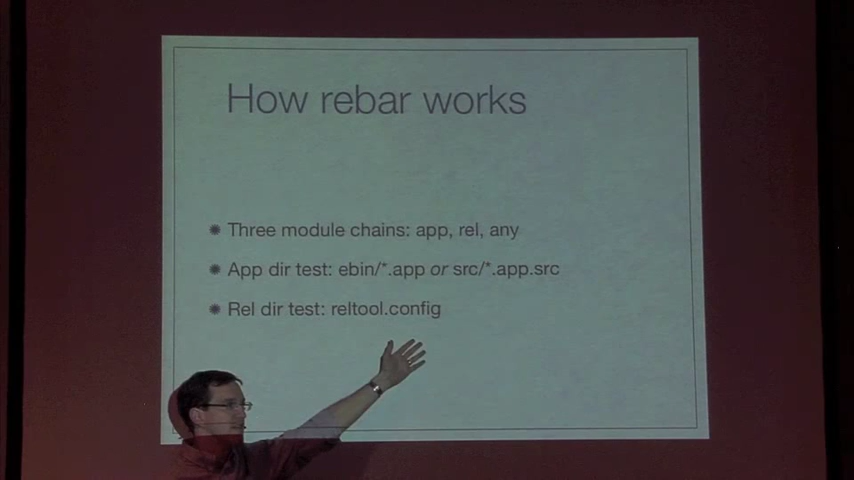 How rebar works
Three module chains: app, rel, any
App dir test: ebin/*.app or src/*.app.src
Rel dir test: reltool.config